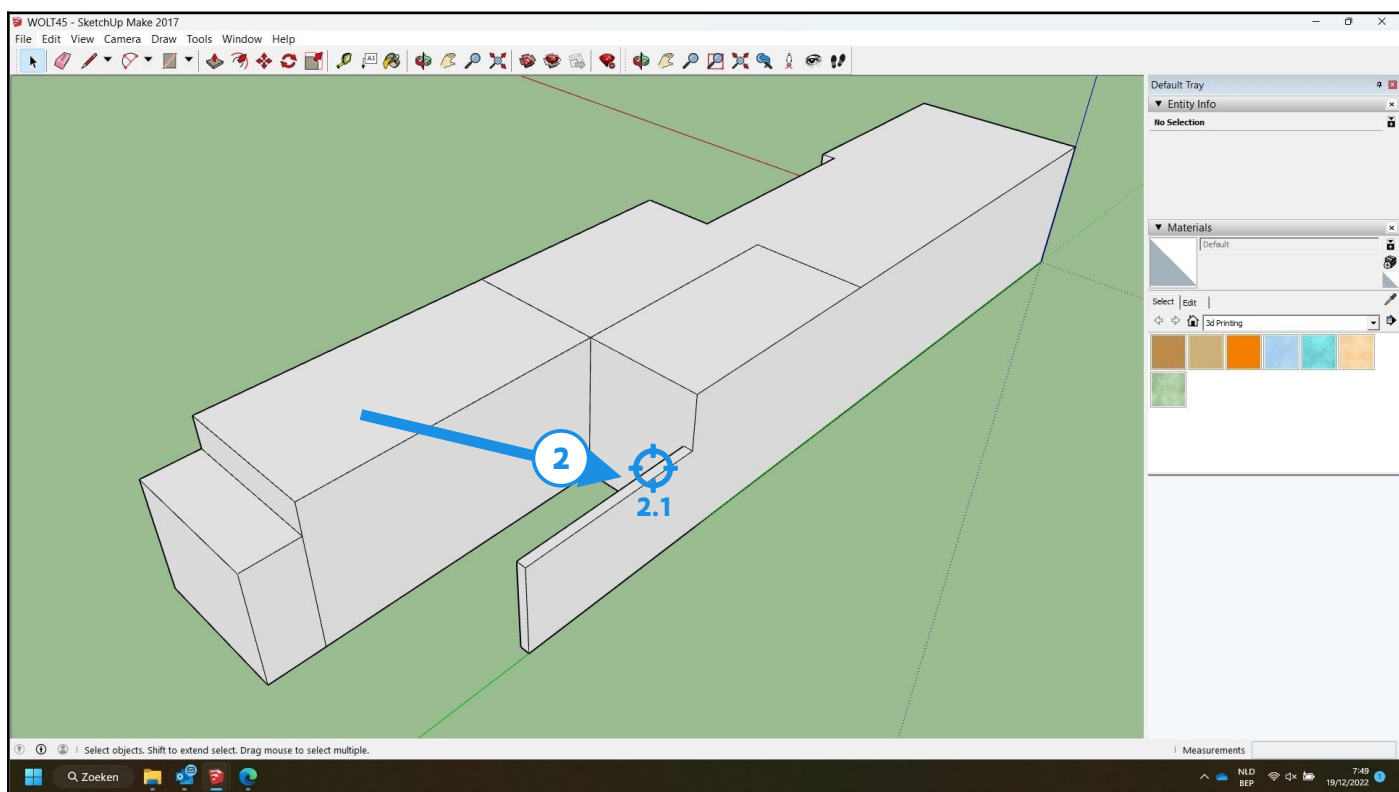 WOLT45 - SketchUp Make 2017
File Edit View Camera Draw Tools Window Help
A1
Default Tray
▼ Entity Info
No Selection
▼ Materials
Default
Select Edit
3d Printing
2
2.1
Select objects. Shift to extend select. Drag mouse to select multiple.
Measurements
Zoeken
NLD
BEP
7:49
19/12/2022
1